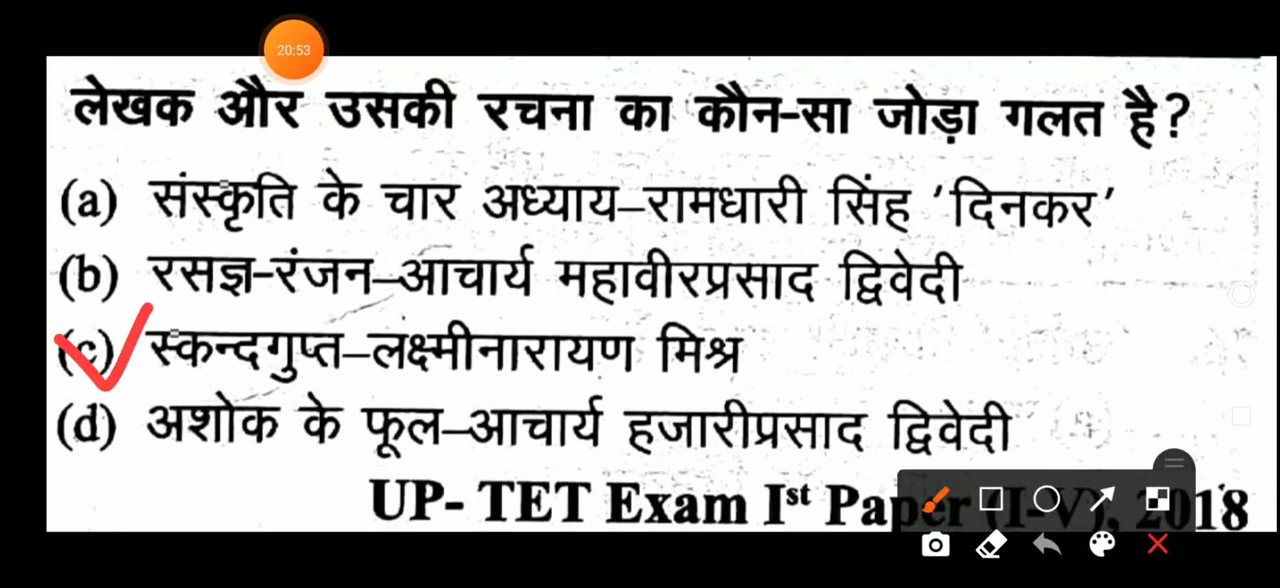 20:53
लेखक और उसकी रचना का कौन-सा जोड़ा गलत है?
(a) संस्कृति के चार अध्याय–रामधारी सिंह 'दिनकर'
(b) रसज्ञ-रंजन–आचार्य महावीरप्रसाद द्विवेदी
(c) स्कन्दगुप्त–लक्ष्मीनारायण मिश्र
(d) अशोक के फूल–आचार्य हजारीप्रसाद द्विवेदी
UP- TET Exam Ist Paper (I-V), 2018